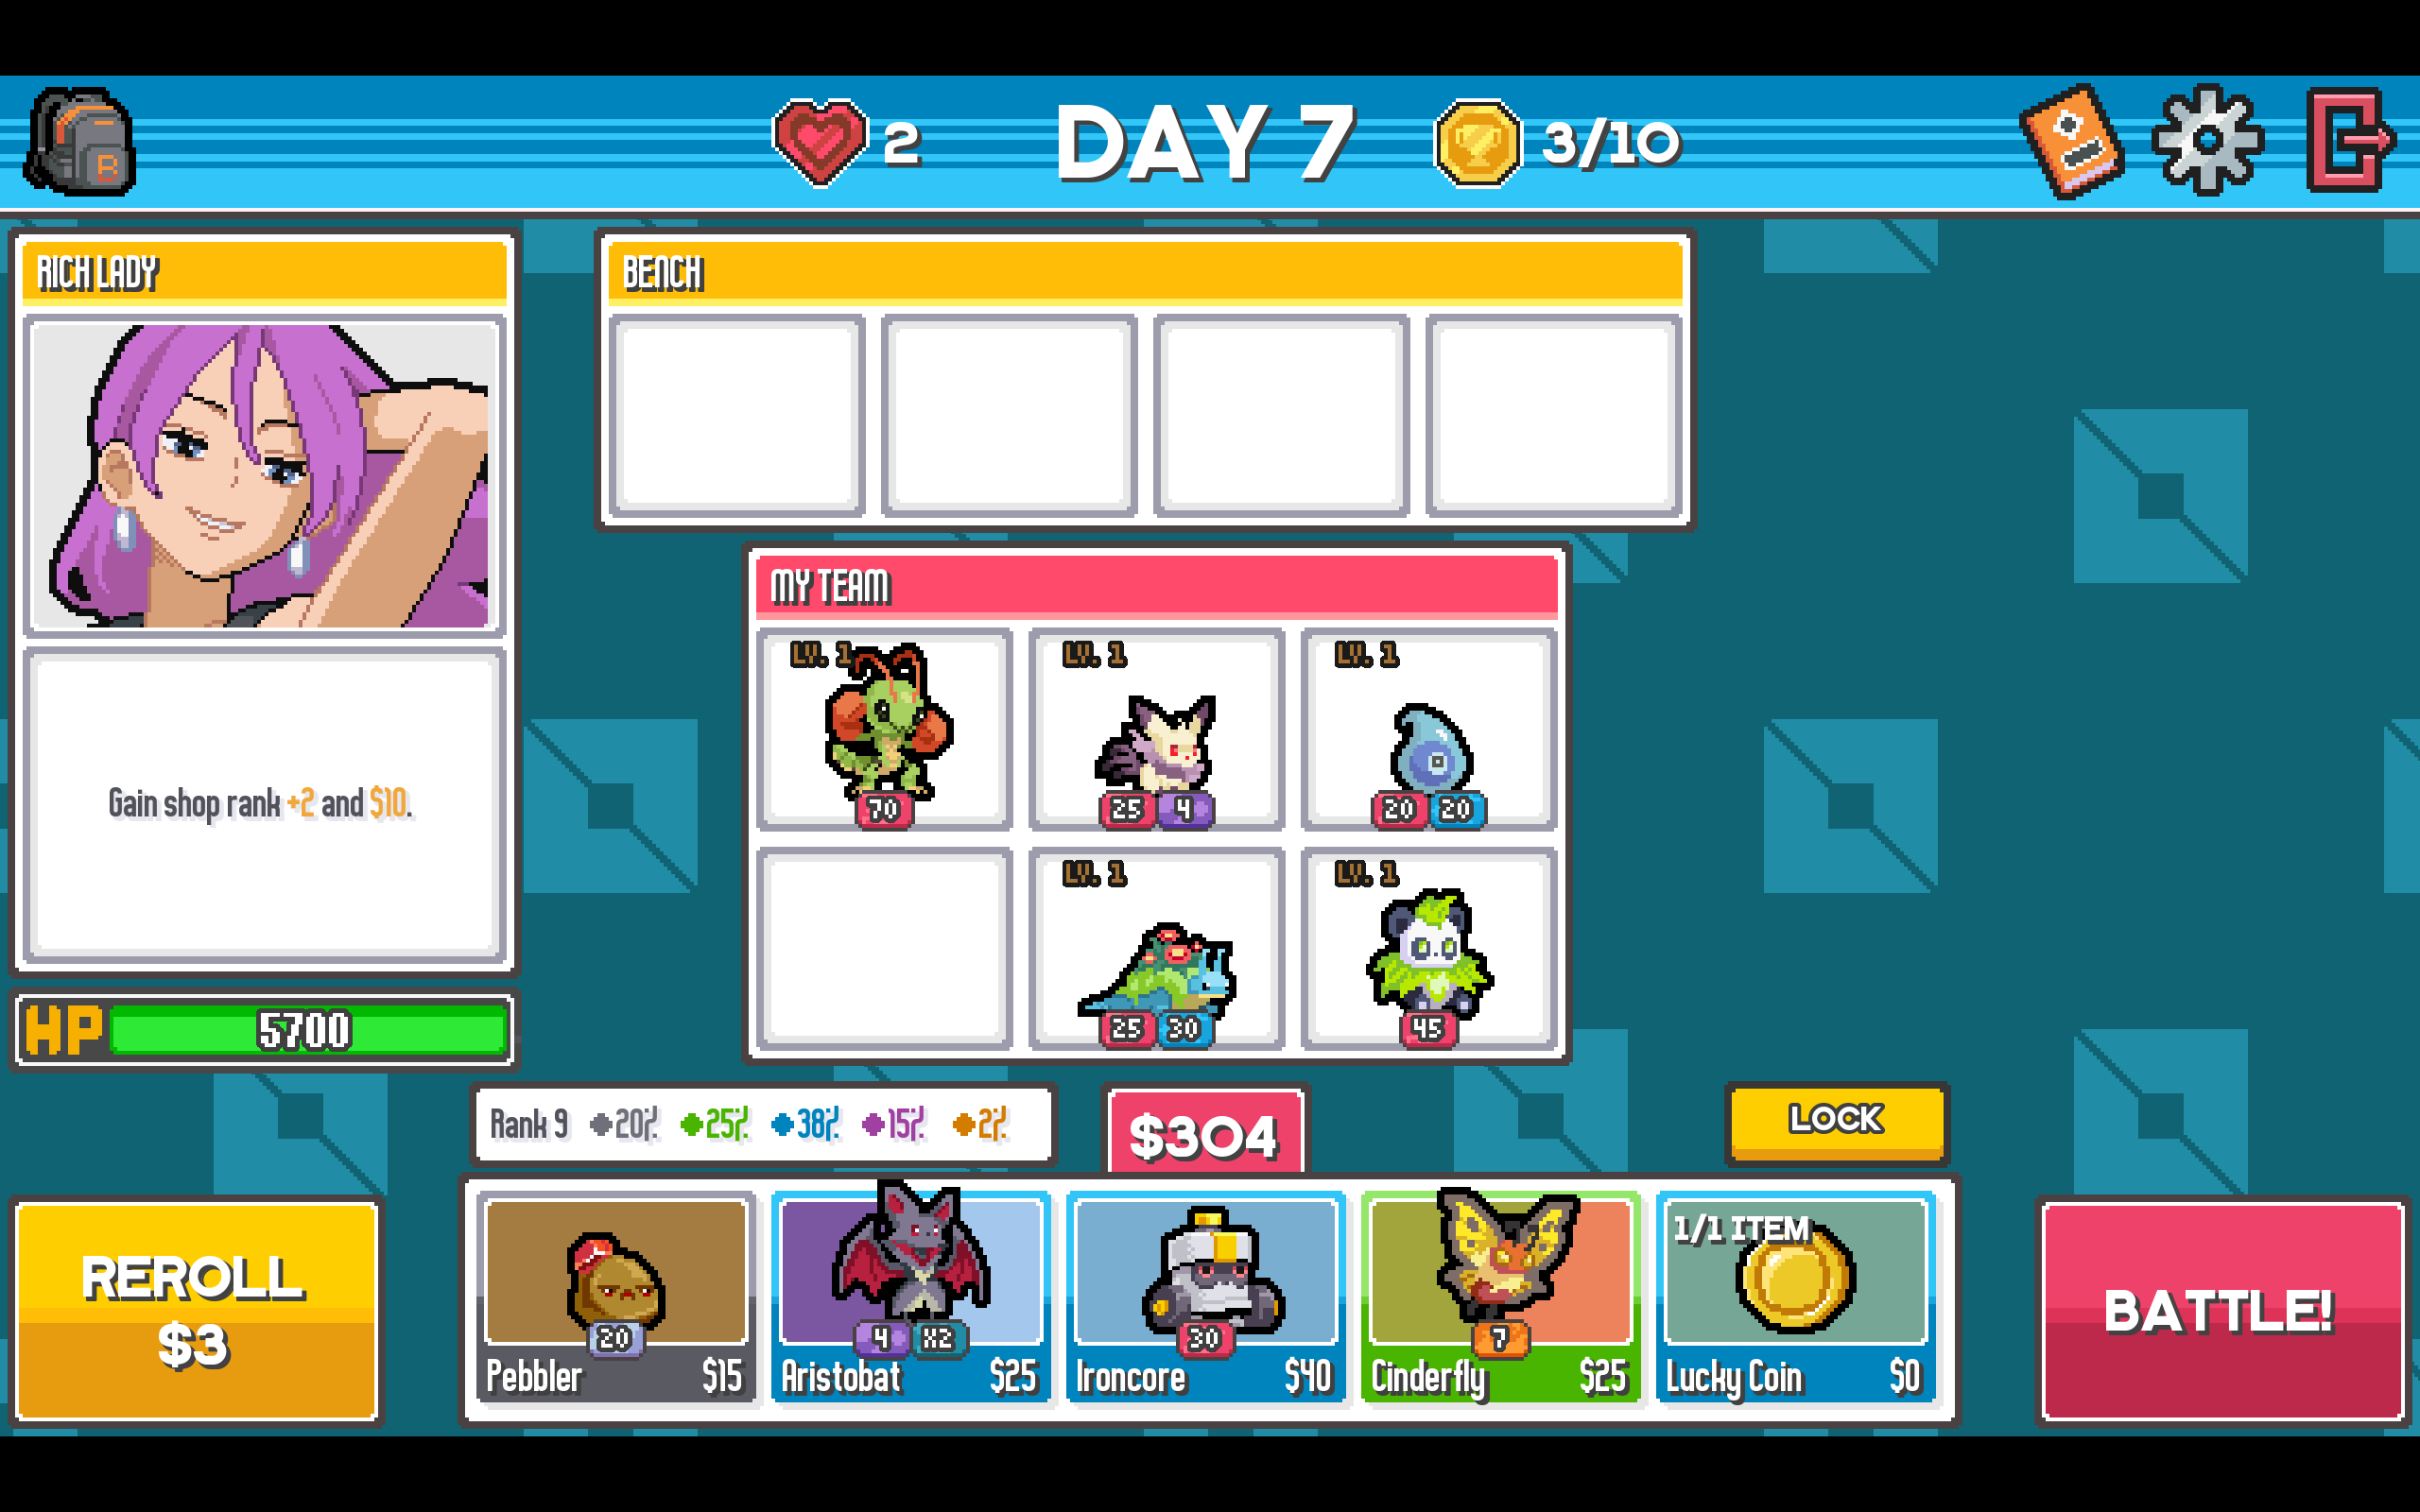 B
2
DAY 7
3/10
RICH LADY
BENCH
Gain shop rank +2 and $10.
HP 5700
MY TEAM
LV. 1
70
LV. 1
25 4
LV. 1
20 20
LV. 1
25 30
LV. 1
45
Rank 9 20% 25% 38% 15% 2%
$304
LOCK
REROLL
$3
20
Pebbler $15
4 X2
Aristobat $25
30
Ironcore $40
7
Cinderfly $25
1/1 ITEM
Lucky Coin $0
BATTLE!